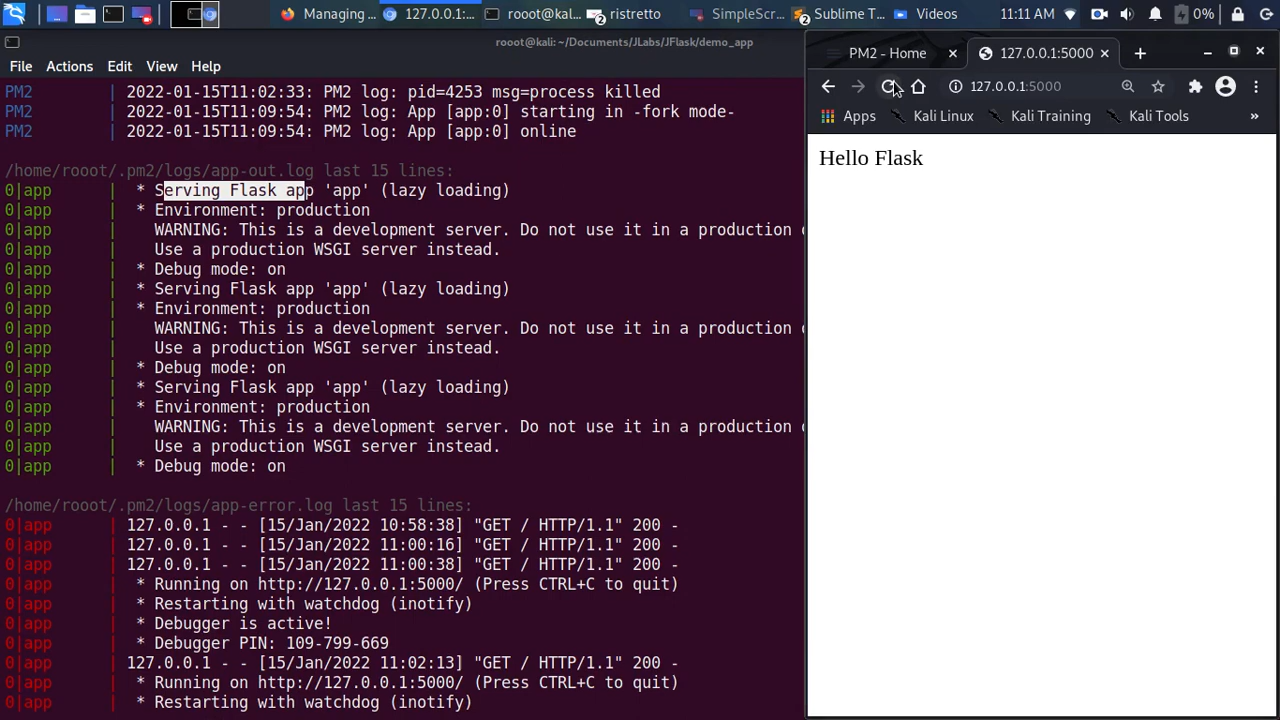 Managing ...
127.0.0.1:...
rooot@kal...
2
ristretto
SimpleScr...
2
Sublime T...
Videos
11:11 AM
0%
rooot@kali: ~/Documents/JLabs/JFlask/demo_app
File Actions Edit View Help
PM2 | 2022-01-15T11:02:33: PM2 log: pid=4253 msg=process killed
PM2 | 2022-01-15T11:09:54: PM2 log: App [app:0] starting in -fork mode-
PM2 | 2022-01-15T11:09:54: PM2 log: App [app:0] online
/home/rooot/.pm2/logs/app-out.log last 15 lines:
0|app | * Serving Flask app 'app' (lazy loading)
0|app | * Environment: production
0|app | WARNING: This is a development server. Do not use it in a production
0|app | Use a production WSGI server instead.
0|app | * Debug mode: on
0|app | * Serving Flask app 'app' (lazy loading)
0|app | * Environment: production
0|app | WARNING: This is a development server. Do not use it in a production
0|app | Use a production WSGI server instead.
0|app | * Debug mode: on
0|app | * Serving Flask app 'app' (lazy loading)
0|app | * Environment: production
0|app | WARNING: This is a development server. Do not use it in a production
0|app | Use a production WSGI server instead.
0|app | * Debug mode: on
/home/rooot/.pm2/logs/app-error.log last 15 lines:
0|app | 127.0.0.1 - - [15/Jan/2022 10:58:38] "GET / HTTP/1.1" 200 -
0|app | 127.0.0.1 - - [15/Jan/2022 11:00:16] "GET / HTTP/1.1" 200 -
0|app | 127.0.0.1 - - [15/Jan/2022 11:00:38] "GET / HTTP/1.1" 200 -
0|app | * Running on http://127.0.0.1:5000/ (Press CTRL+C to quit)
0|app | * Restarting with watchdog (inotify)
0|app | * Debugger is active!
0|app | * Debugger PIN: 109-799-669
0|app | 127.0.0.1 - - [15/Jan/2022 11:02:13] "GET / HTTP/1.1" 200 -
0|app | * Running on http://127.0.0.1:5000/ (Press CTRL+C to quit)
0|app | * Restarting with watchdog (inotify)
PM2 - Home
127.0.0.1:5000
127.0.0.1:5000
Apps Kali Linux Kali Training Kali Tools »
Hello Flask